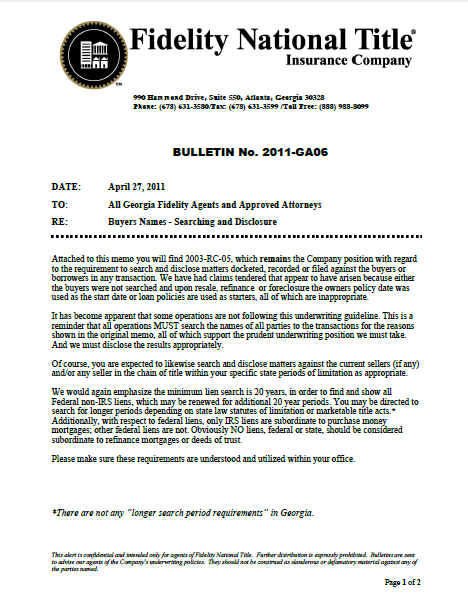 Fidelity National Title®
Insurance Company
990 Hammond Drive, Suite 550, Atlanta, Georgia 30328
Phone: (678) 631-3580/Fax: (678) 631-3599 /Toll Free: (888) 988-8099
BULLETIN No. 2011-GA06
DATE: April 27, 2011
TO: All Georgia Fidelity Agents and Approved Attorneys
RE: Buyers Names - Searching and Disclosure
Attached to this memo you will find 2003-RC-05, which remains the Company position with regard
to the requirement to search and disclose matters docketed, recorded or filed against the buyers or
borrowers in any transaction. We have had claims tendered that appear to have arisen because either
the buyers were not searched and upon resale, refinance or foreclosure the owners policy date was
used as the start date or loan policies are used as starters, all of which are inappropriate.
It has become apparent that some operations are not following this underwriting guideline. This is a
reminder that all operations MUST search the names of all parties to the transactions for the reasons
shown in the original memo, all of which support the prudent underwriting position we must take.
And we must disclose the results appropriately.
Of course, you are expected to likewise search and disclose matters against the current sellers (if any)
and/or any seller in the chain of title within your specific state periods of limitation as appropriate.
We would again emphasize the minimum lien search is 20 years, in order to find and show all
Federal non-IRS liens, which may be renewed for additional 20 year periods. You may be directed to
search for longer periods depending on state law statutes of limitation or marketable title acts.*
Additionally, with respect to federal liens, only IRS liens are subordinate to purchase money
mortgages; other federal liens are not. Obviously NO liens, federal or state, should be considered
subordinate to refinance mortgages or deeds of trust.
Please make sure these requirements are understood and utilized within your office.
*There are not any "longer search period requirements" in Georgia.
This alert is confidential and intended only for agents of Fidelity National Title. Further distribution is expressly prohibited. Bulletins are sent
to advise our agents of the Company's underwriting policies. They should not be construed as slanderous or defamatory material against any of
the parties named.
Page 1 of 2